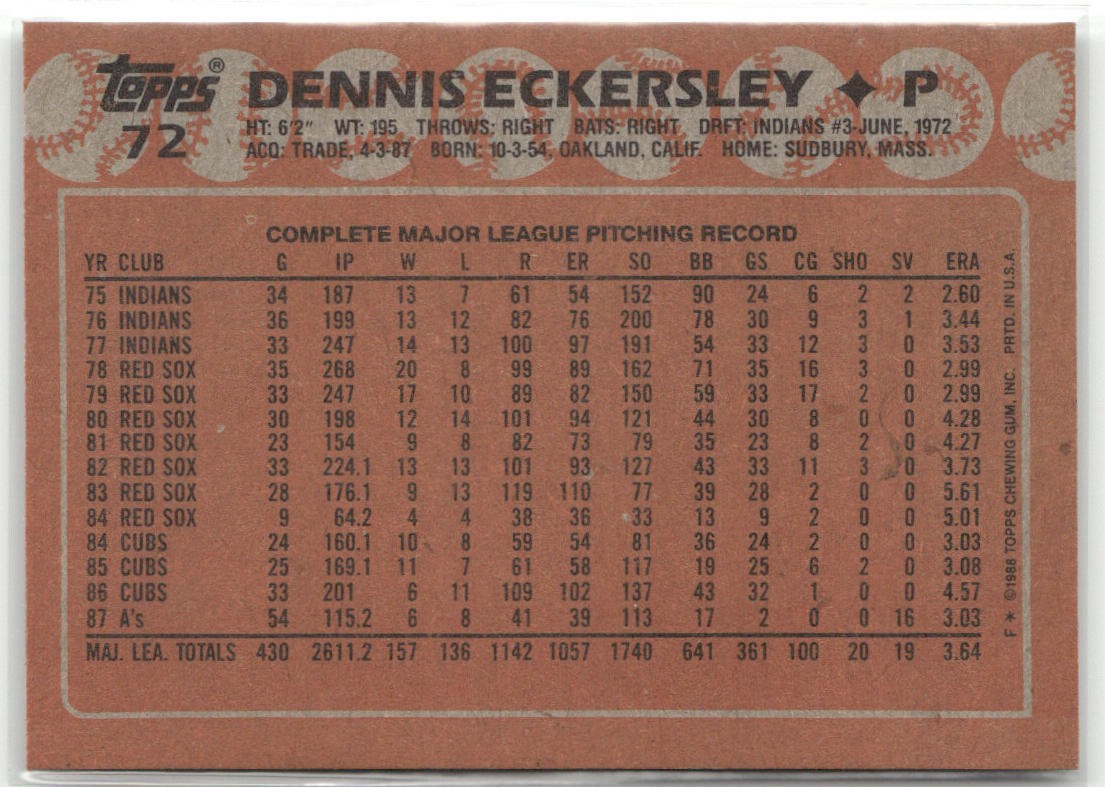 Topps® DENNIS ECKERSLEY ✦ P
72
HT: 6'2" WT: 195 THROWS: RIGHT BATS: RIGHT DRFT: INDIANS #3-JUNE, 1972
ACQ: TRADE, 4-3-87 BORN: 10-3-54, OAKLAND, CALIF. HOME: SUDBURY, MASS.
COMPLETE MAJOR LEAGUE PITCHING RECORD
YR CLUB G IP W L R ER SO BB GS CG SHO SV ERA
75 INDIANS 34 187 13 7 61 54 152 90 24 6 2 2 2.60
76 INDIANS 36 199 13 12 82 76 200 78 30 9 3 1 3.44
77 INDIANS 33 247 14 13 100 97 191 54 33 12 3 0 3.53
78 RED SOX 35 268 20 8 99 89 162 71 35 16 3 0 2.99
79 RED SOX 33 247 17 10 89 82 150 59 33 17 2 0 2.99
80 RED SOX 30 198 12 14 101 94 121 44 30 8 0 0 4.28
81 RED SOX 23 154 9 8 82 73 79 35 23 8 2 0 4.27
82 RED SOX 33 224.1 13 13 101 93 127 43 33 11 3 0 3.73
83 RED SOX 28 176.1 9 13 119 110 77 39 28 2 0 0 5.61
84 RED SOX 9 64.2 4 4 38 36 33 13 9 2 0 0 5.01
84 CUBS 24 160.1 10 8 59 54 81 36 24 2 0 0 3.03
85 CUBS 25 169.1 11 7 61 58 117 19 25 6 2 0 3.08
86 CUBS 33 201 6 11 109 102 137 43 32 1 0 0 4.57
87 A's 54 115.2 6 8 41 39 113 17 2 0 0 16 3.03
MAJ. LEA. TOTALS 430 2611.2 157 136 1142 1057 1740 641 361 100 20 19 3.64
F * ©1988 TOPPS CHEWING GUM, INC. PRTD. IN U.S.A.